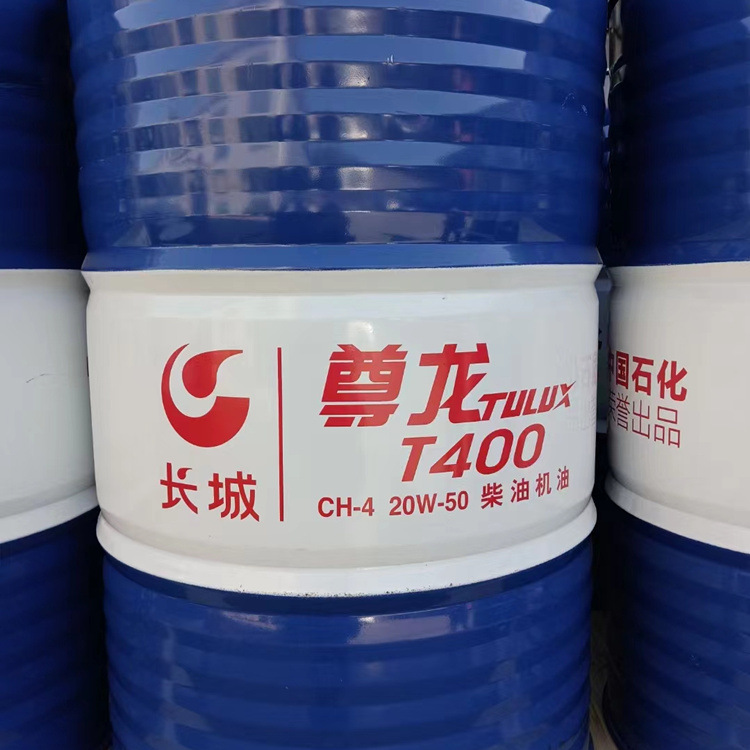 长城
尊龙TULUX
T400
CH-4 20W-50 柴油机油
中国石化
荣誉出品